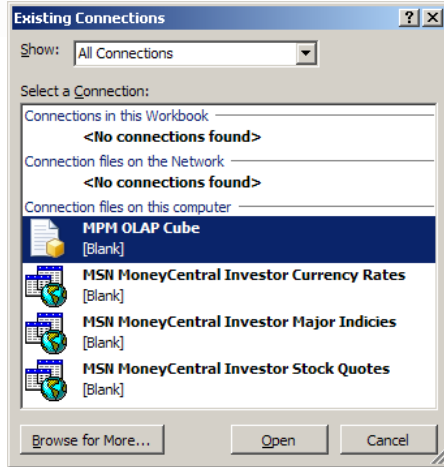 Existing Connections
Show: All Connections
Select a Connection:
Connections in this Workbook
<No connections found>
Connection files on the Network
<No connections found>
Connection files on this computer
MPM OLAP Cube
[Blank]
MSN MoneyCentral Investor Currency Rates
[Blank]
MSN MoneyCentral Investor Major Indicies
[Blank]
MSN MoneyCentral Investor Stock Quotes
[Blank]
Browse for More... Open Cancel